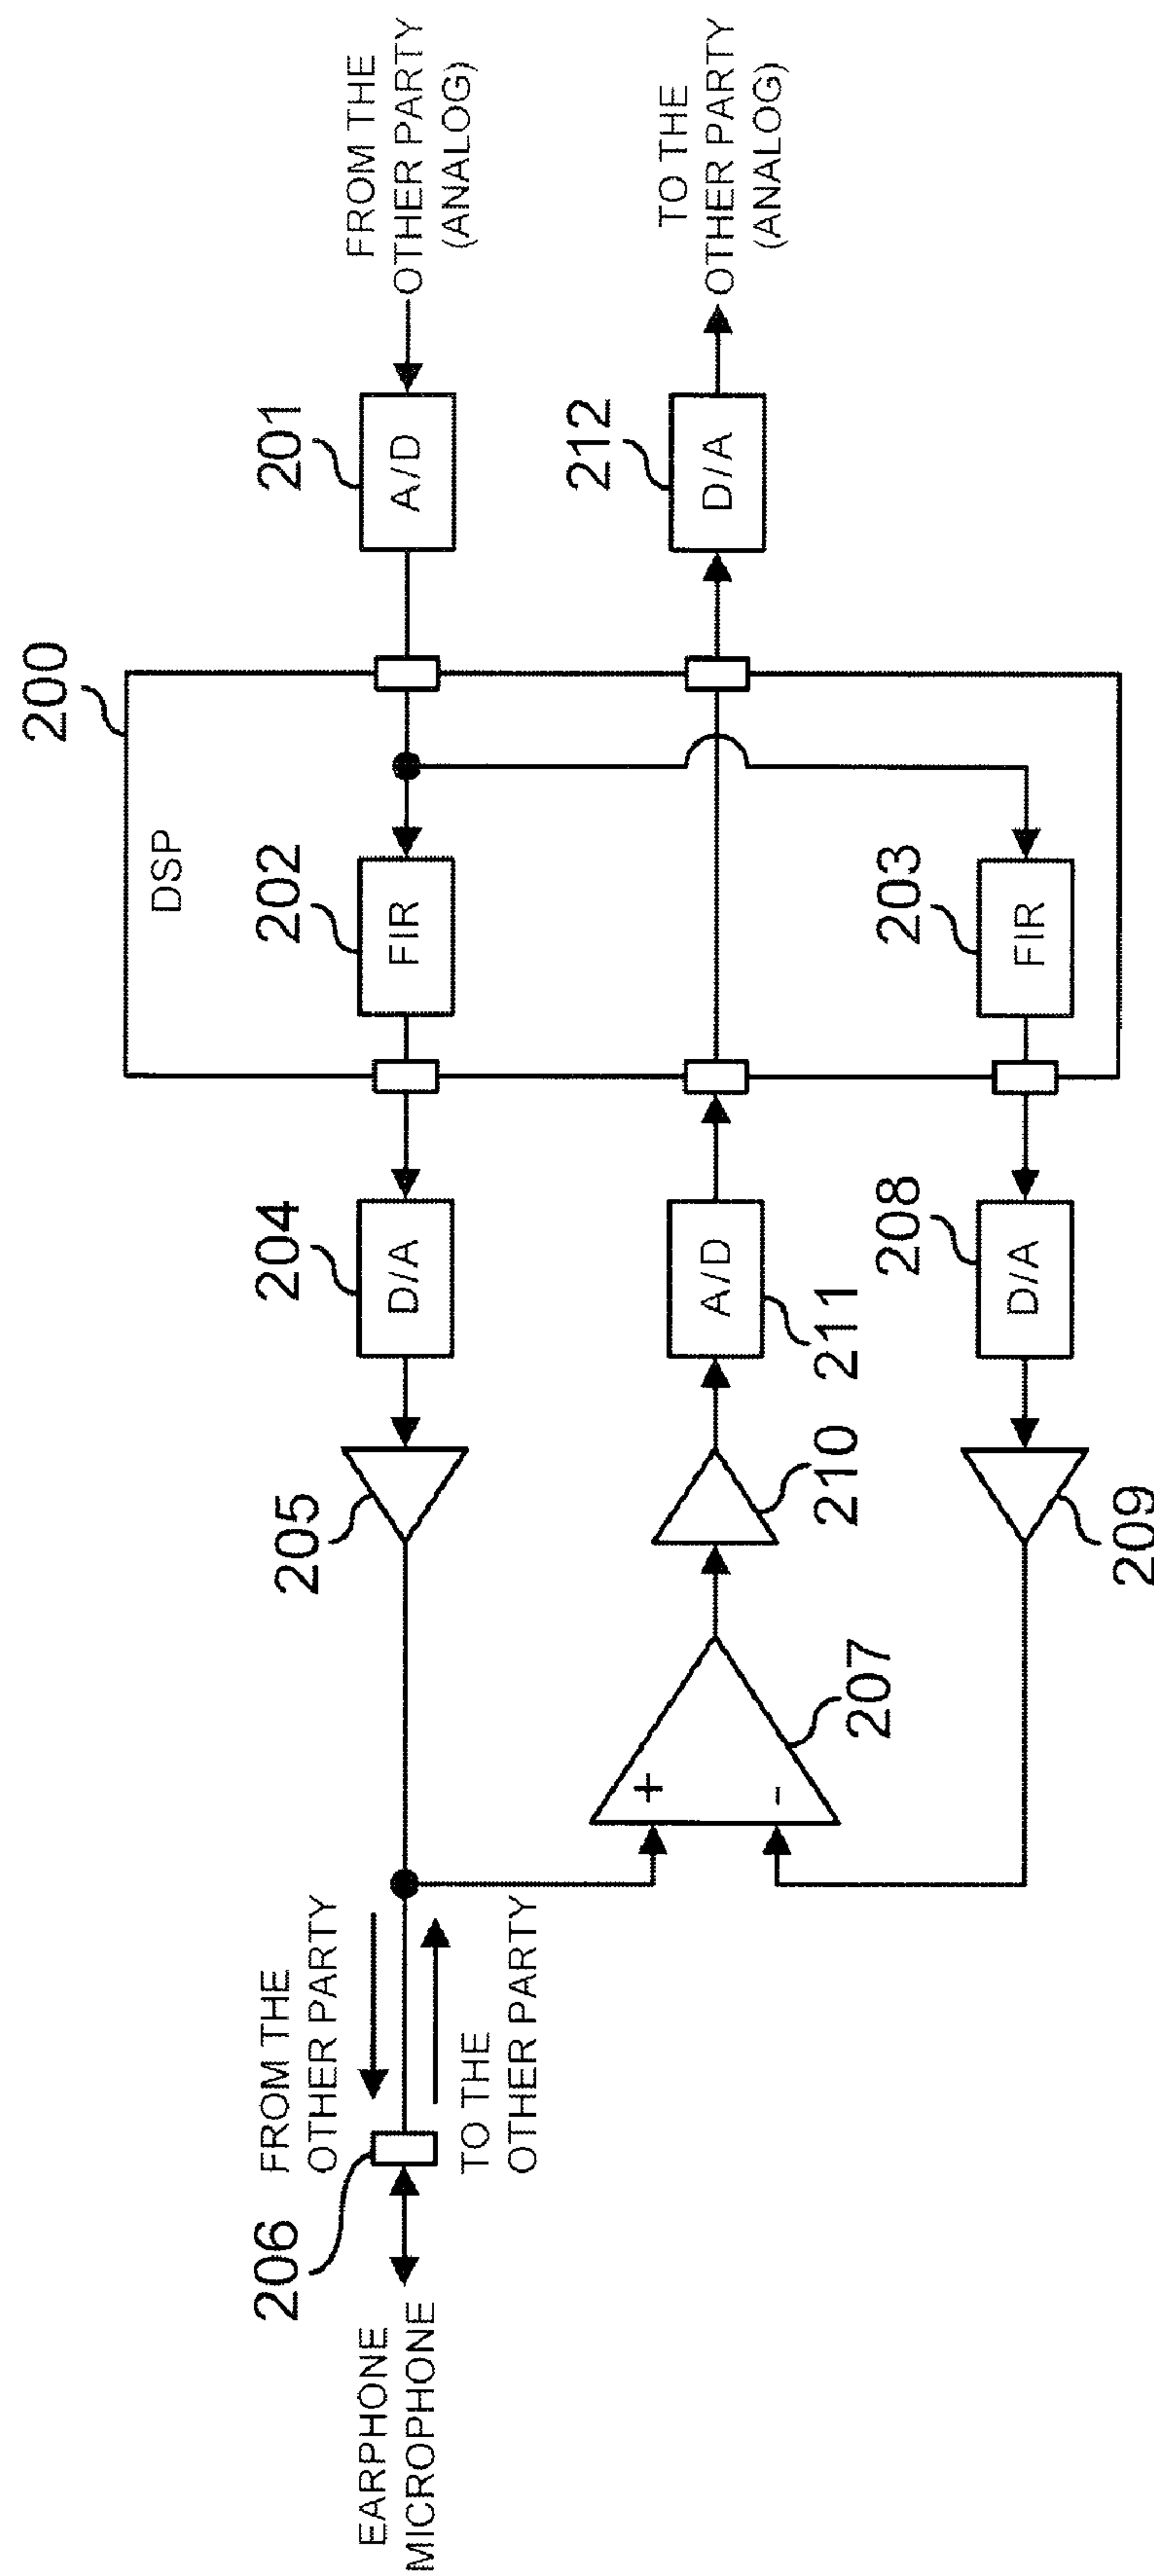 200
DSP
206
EARPHONE
MICROPHONE
FROM THE
OTHER PARTY
TO THE
OTHER PARTY
205
204
D/A
202
FIR
201
A/D
FROM THE
OTHER PARTY
(ANALOG)
207
+
-
210
211
A/D
212
D/A
TO THE
OTHER PARTY
(ANALOG)
209
208
D/A
203
FIR